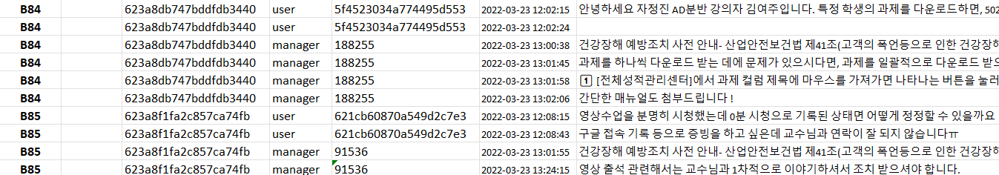 B84 623a8db747bddfdb3440 user 5f4523034a774495d553 2022-03-23 12:02:15 안녕하세요 자정진 AD분반 강의자 김여주입니다. 특정 학생의 과제를 다운로드하면, 502
B84 623a8db747bddfdb3440 user 5f4523034a774495d553 2022-03-23 12:02:24
B84 623a8db747bddfdb3440 manager 188255 2022-03-23 13:00:38 건강장해 예방조치 사전 안내- 산업안전보건법 제41조(고객의 폭언등으로 인한 건강장해
B84 623a8db747bddfdb3440 manager 188255 2022-03-23 13:01:45 과제를 하나씩 다운로드 받는 데에 문제가 있으시다면, 과제를 일괄적으로 다운로드 받으
B84 623a8db747bddfdb3440 manager 188255 2022-03-23 13:01:58 1️⃣ [전체성적관리센터]에서 과제 컬럼 제목에 마우스를 가져가면 나타나는 버튼을 눌러
B84 623a8db747bddfdb3440 manager 188255 2022-03-23 13:02:06 간단한 매뉴얼도 첨부드립니다 !
B85 623a8f1fa2c857ca74fb user 621cb60870a549d2c7e3 2022-03-23 12:08:15 영상수업을 분명히 시청했는데 0분 시청으로 기록된 상태면 어떻게 정정할 수 있을까요
B85 623a8f1fa2c857ca74fb user 621cb60870a549d2c7e3 2022-03-23 12:08:43 구글 접속 기록 등으로 증빙을 하고 싶은데 교수님과 연락이 잘 되지 않습니다ㅠ
B85 623a8f1fa2c857ca74fb manager 91536 2022-03-23 13:01:55 건강장해 예방조치 사전 안내- 산업안전보건법 제41조(고객의 폭언등으로 인한 건강장해
B85 623a8f1fa2c857ca74fb manager 91536 2022-03-23 13:24:15 영상 출석 관련해서는 교수님과 1차적으로 이야기하셔서 조치 받으셔야 합니다.